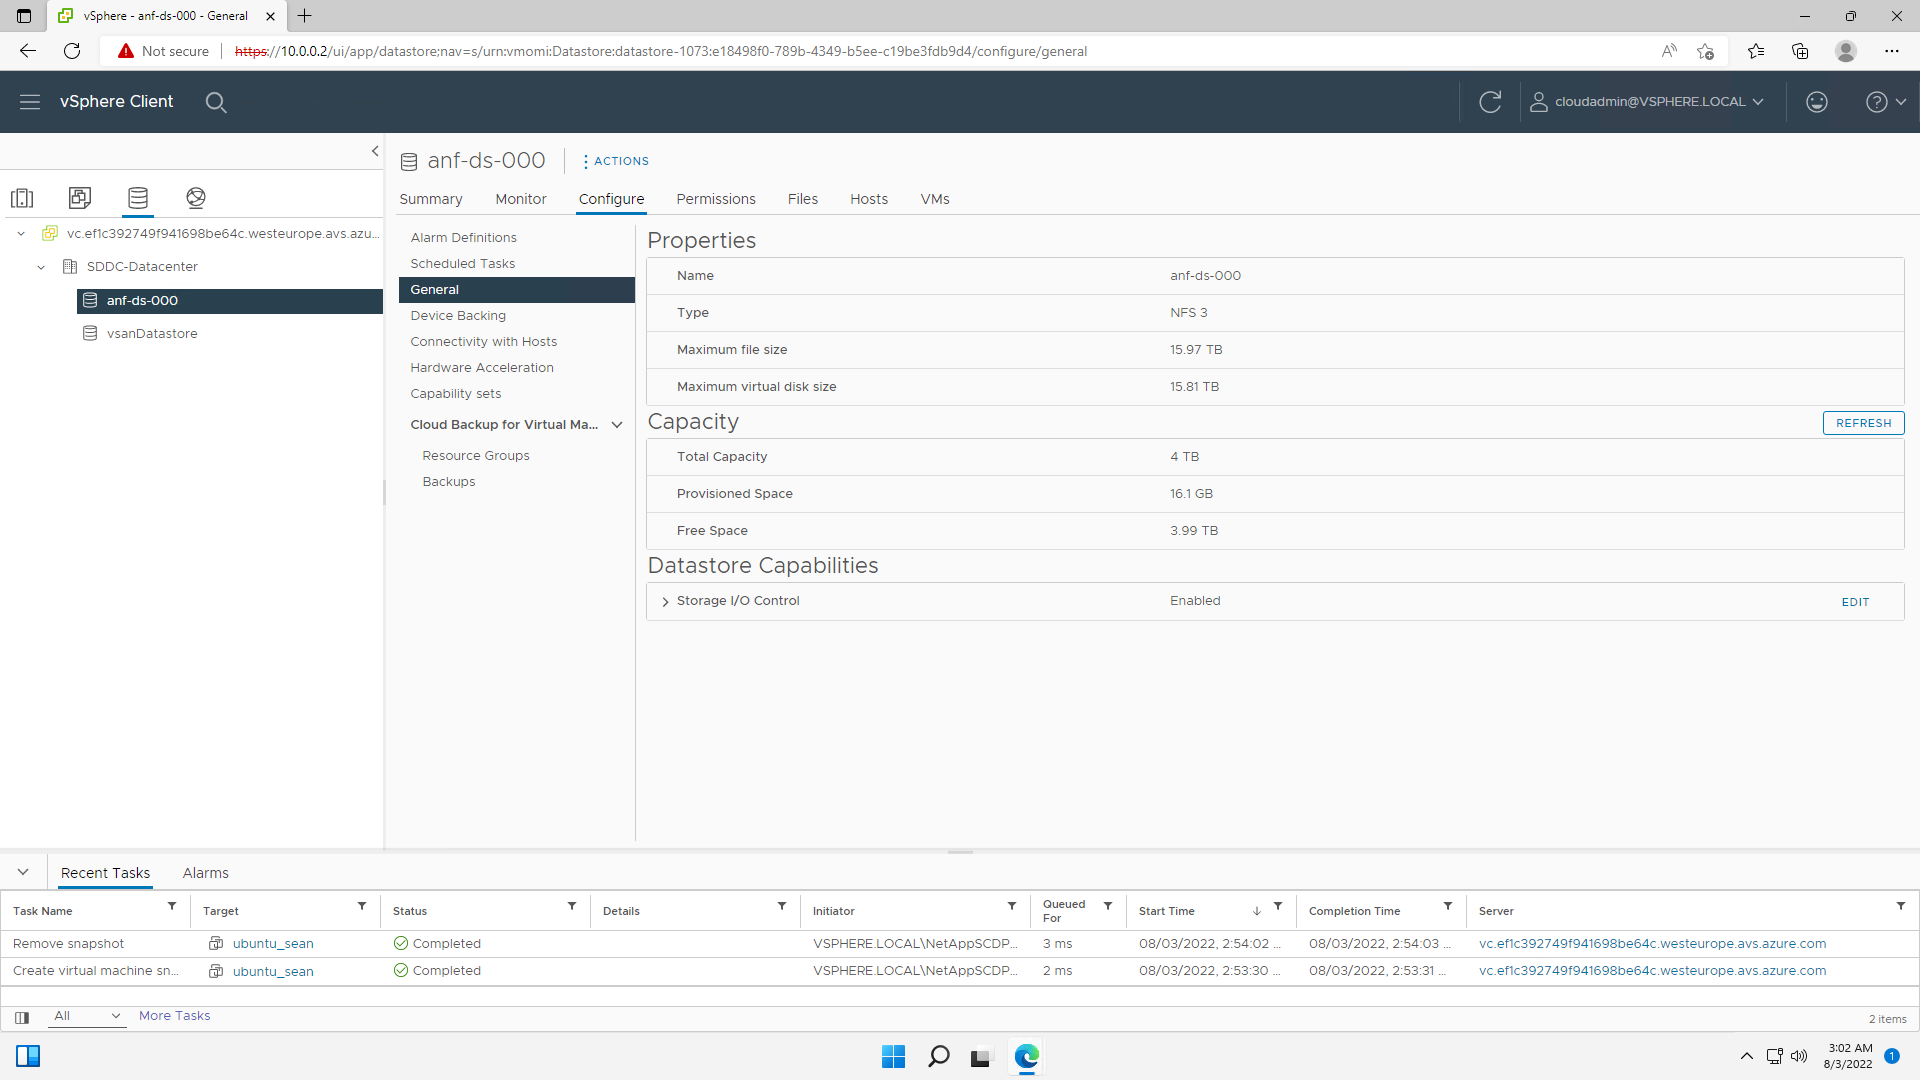 vSphere - anf-ds-000 - General
Not secure
https://10.0.0.2/ui/app/datastore;nav=s/urn:vmomi:Datastore:datastore-1073:e18498f0-789b-4349-b5ee-c19be3fdb9d4/configure/general
vSphere Client
cloudadmin@VSPHERE.LOCAL
anf-ds-000
ACTIONS
Summary Monitor Configure Permissions Files Hosts VMs
vc.ef1c392749f941698be64c.westeurope.avs.azu...
SDDC-Datacenter
anf-ds-000
vsanDatastore
Alarm Definitions
Scheduled Tasks
General
Device Backing
Connectivity with Hosts
Hardware Acceleration
Capability sets
Cloud Backup for Virtual Ma...
Resource Groups
Backups
Properties
Name anf-ds-000
Type NFS 3
Maximum file size 15.97 TB
Maximum virtual disk size 15.81 TB
Capacity
REFRESH
Total Capacity 4 TB
Provisioned Space 16.1 GB
Free Space 3.99 TB
Datastore Capabilities
Storage I/O Control Enabled EDIT
Recent Tasks Alarms
Task Name Target Status Details Initiator Queued For Start Time Completion Time Server
Remove snapshot ubuntu_sean Completed VSPHERE.LOCAL\NetAppSCDP... 3 ms 08/03/2022, 2:54:02 ... 08/03/2022, 2:54:03 ... vc.ef1c392749f941698be64c.westeurope.avs.azure.com
Create virtual machine sn... ubuntu_sean Completed VSPHERE.LOCAL\NetAppSCDP... 2 ms 08/03/2022, 2:53:30 ... 08/03/2022, 2:53:31 ... vc.ef1c392749f941698be64c.westeurope.avs.azure.com
All More Tasks
2 items
3:02 AM
8/3/2022
1